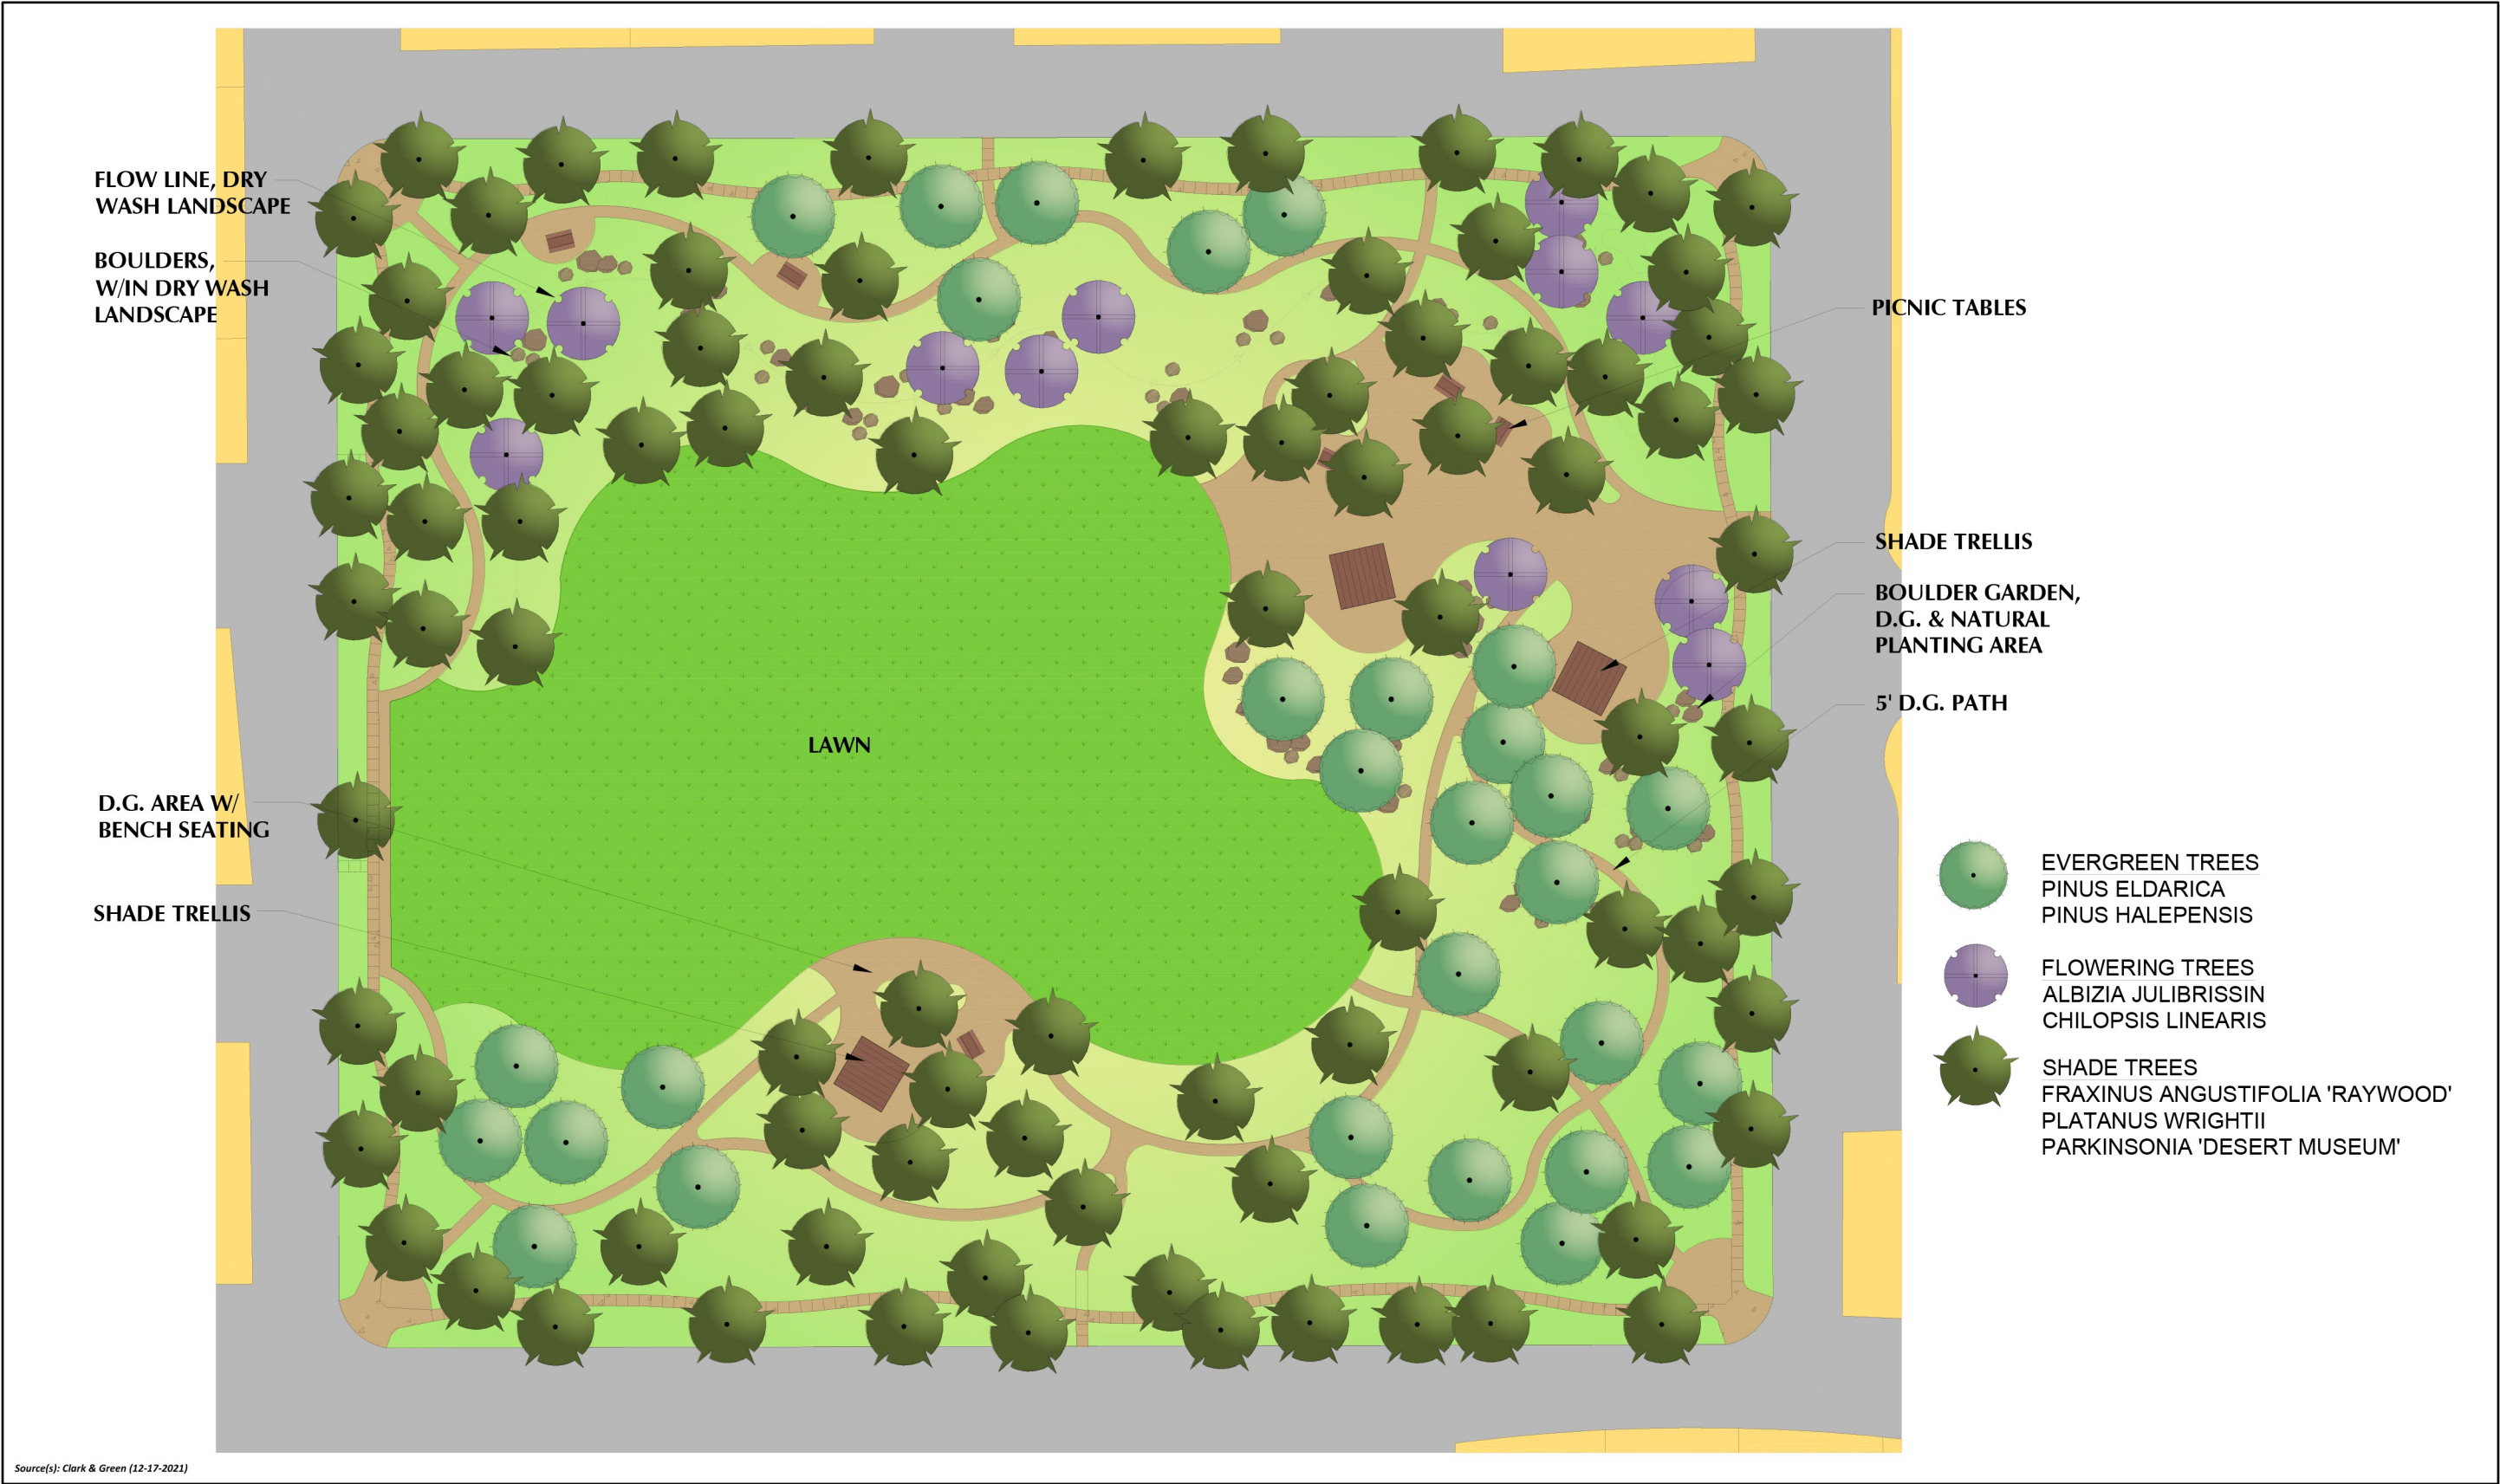 FLOW LINE, DRY
WASH LANDSCAPE
BOULDERS,
W/IN DRY WASH
LANDSCAPE
PICNIC TABLES
SHADE TRELLIS
BOULDER GARDEN,
D.G. & NATURAL
PLANTING AREA
5' D.G. PATH
LAWN
D.G. AREA W/
BENCH SEATING
SHADE TRELLIS
EVERGREEN TREES
PINUS ELDARICA
PINUS HALEPENSIS
FLOWERING TREES
ALBIZIA JULIBRISSIN
CHILOPSIS LINEARIS
SHADE TREES
FRAXINUS ANGUSTIFOLIA 'RAYWOOD'
PLATANUS WRIGHTII
PARKINSONIA 'DESERT MUSEUM'
Source(s): Clark & Green (12-17-2021)